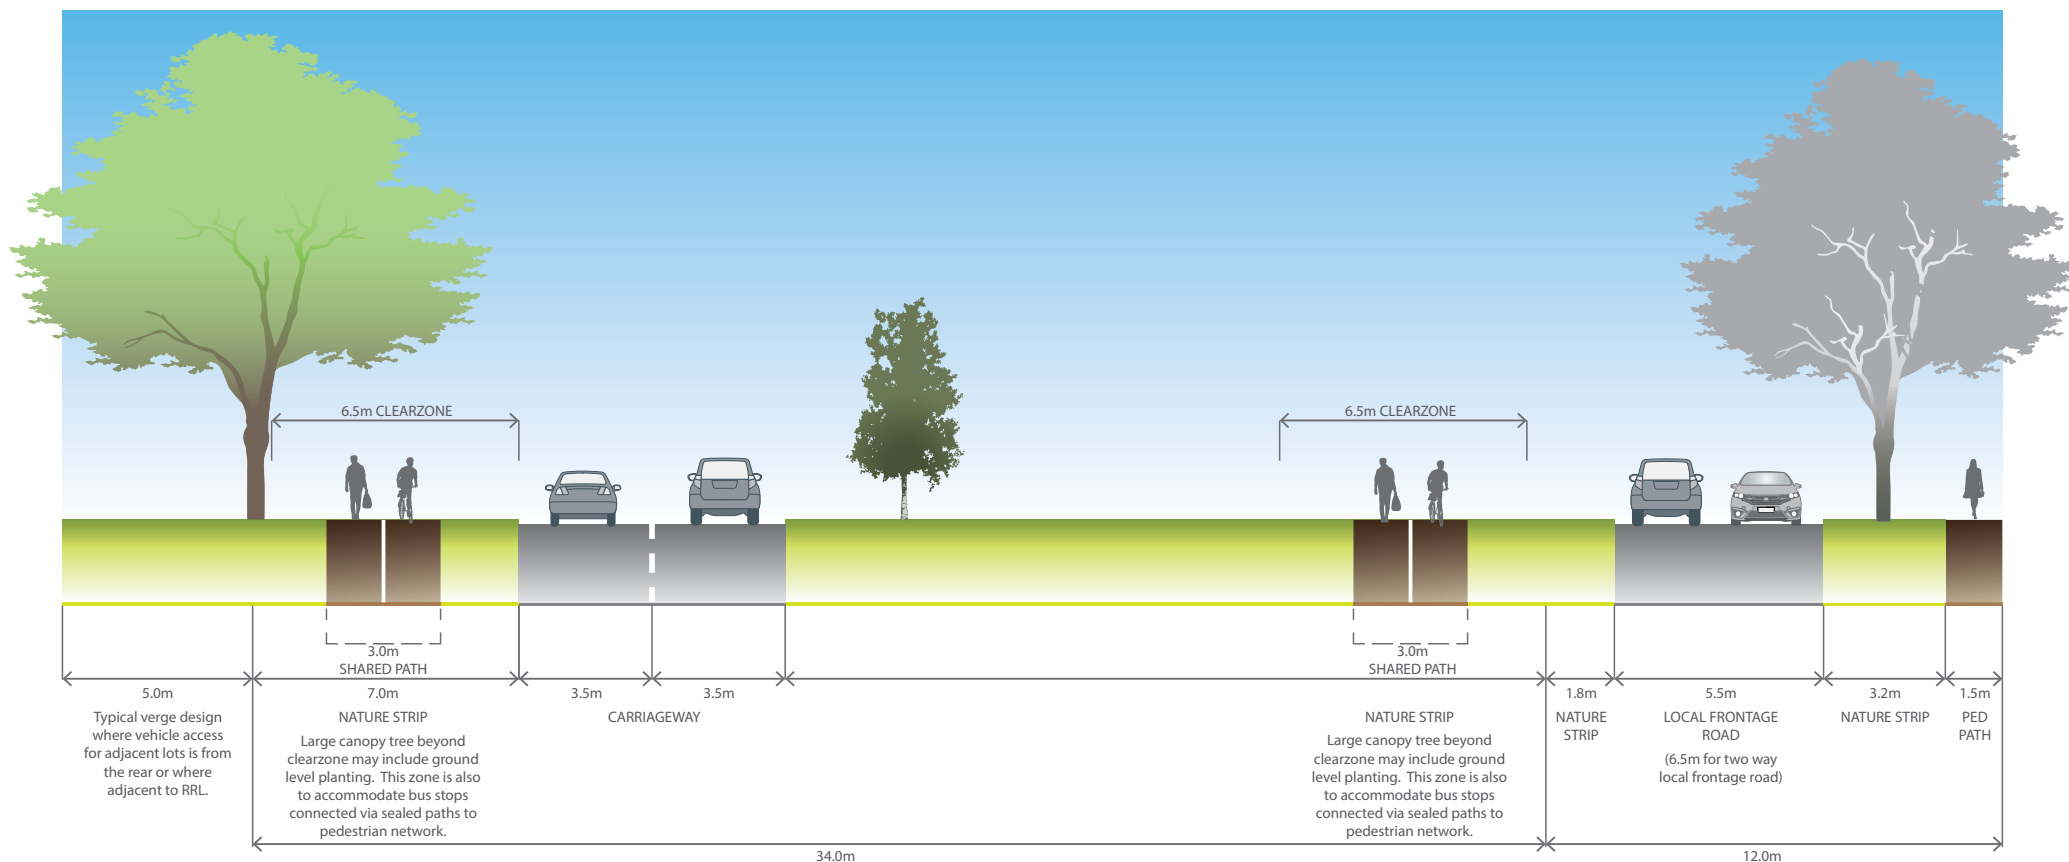 6.5m CLEARZONE
6.5m CLEARZONE
3.0m
SHARED PATH
3.0m
SHARED PATH
5.0m
7.0m
3.5m
3.5m
1.8m
5.5m
3.2m
1.5m
Typical verge design
where vehicle access
for adjacent lots is from
the rear or where
adjacent to RRL.
NATURE STRIP
Large canopy tree beyond
clearzone may include ground
level planting. This zone is also
to accommodate bus stops
connected via sealed paths to
pedestrian network.
CARRIAGEWAY
NATURE STRIP
Large canopy tree beyond
clearzone may include ground
level planting. This zone is also
to accommodate bus stops
connected via sealed paths to
pedestrian network.
NATURE
STRIP
LOCAL FRONTAGE
ROAD
(6.5m for two way
local frontage road)
NATURE STRIP
PED
PATH
34.0m
12.0m